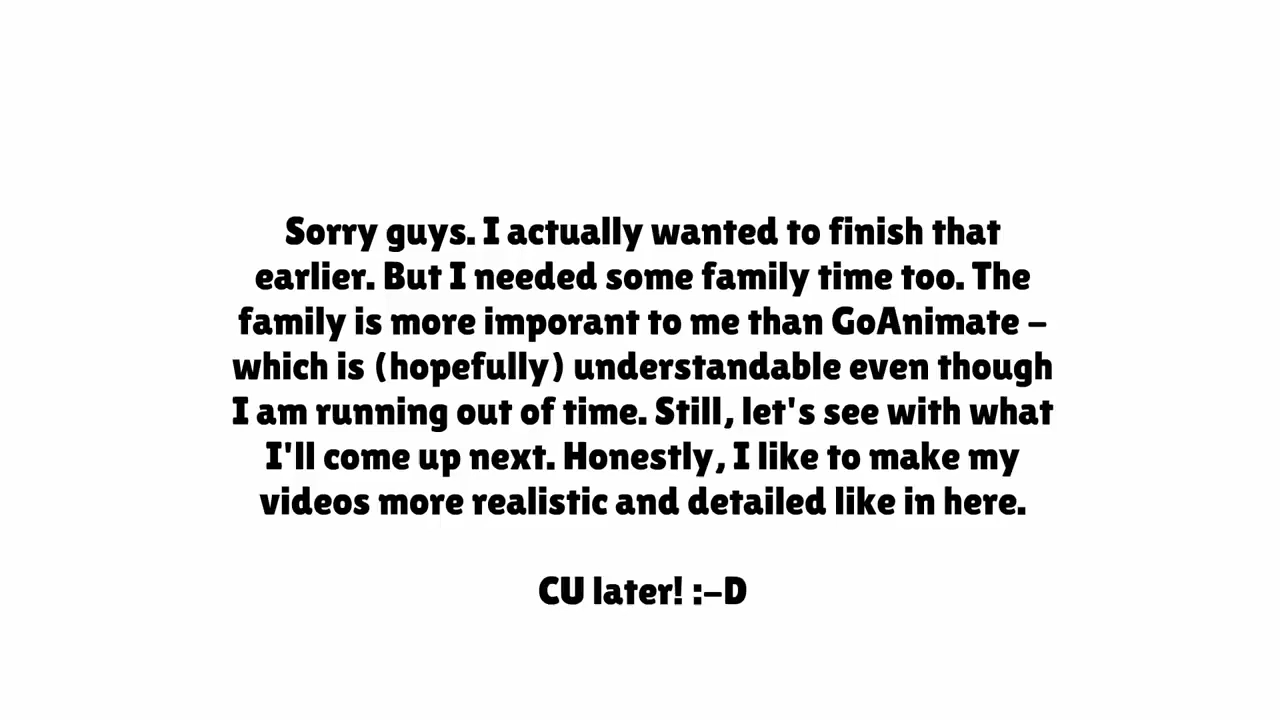 Sorry guys. I actually wanted to finish that
earlier. But I needed some family time too. The
family is more imporant to me than GoAnimate -
which is (hopefully) understandable even though
I am running out of time. Still, let's see with what
I'll come up next. Honestly, I like to make my
videos more realistic and detailed like in here.
CU later! :-D